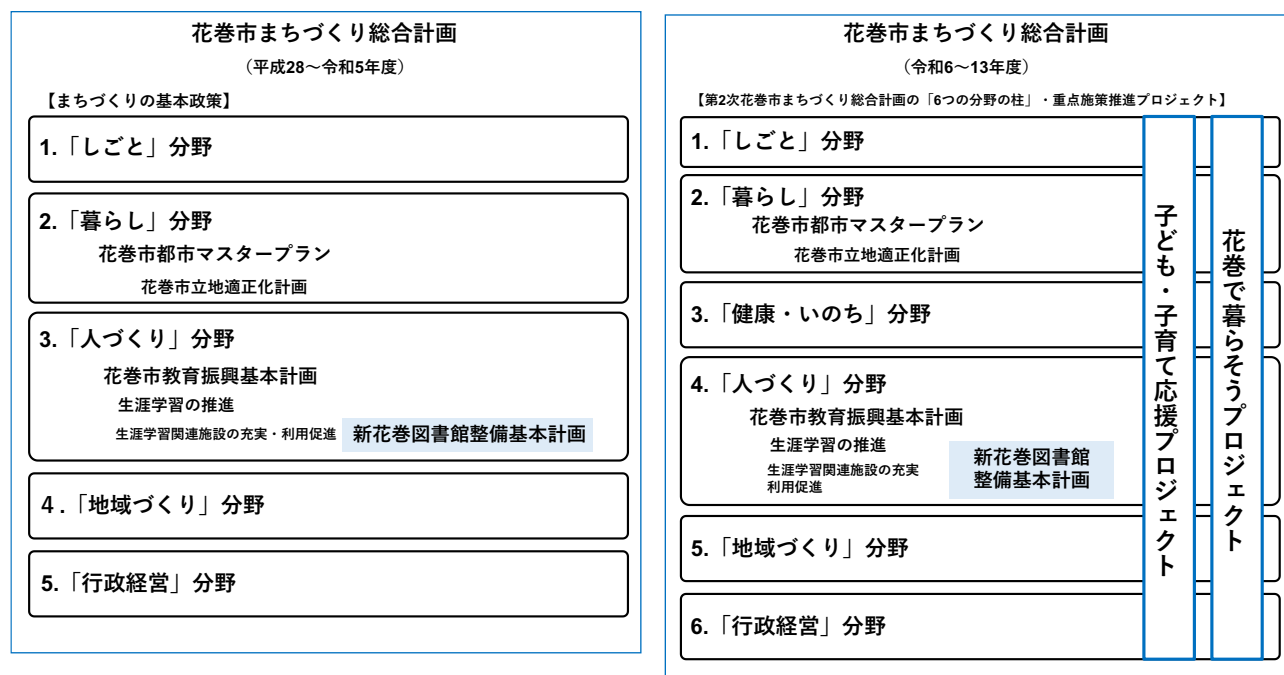 花巻市まちづくり総合計画
（平成28～令和5年度）
【まちづくりの基本政策】
1.「しごと」分野
2.「暮らし」分野
花巻市都市マスタープラン
花巻市立地適正化計画
3.「人づくり」分野
花巻市教育振興基本計画
生涯学習の推進
生涯学習関連施設の充実・利用促進
新花巻図書館整備基本計画
４.「地域づくり」分野
5.「行政経営」分野
花巻市まちづくり総合計画
（令和6～13年度）
【第2次花巻市まちづくり総合計画の「6つの分野の柱」・重点施策推進プロジェクト】
1.「しごと」分野
2.「暮らし」分野
花巻市都市マスタープラン
花巻市立地適正化計画
3.「健康・いのち」分野
4.「人づくり」分野
花巻市教育振興基本計画
生涯学習の推進
生涯学習関連施設の充実
利用促進
新花巻図書館
整備基本計画
5.「地域づくり」分野
6.「行政経営」分野
子ども・子育て応援プロジェクト
花巻で暮らそうプロジェクト